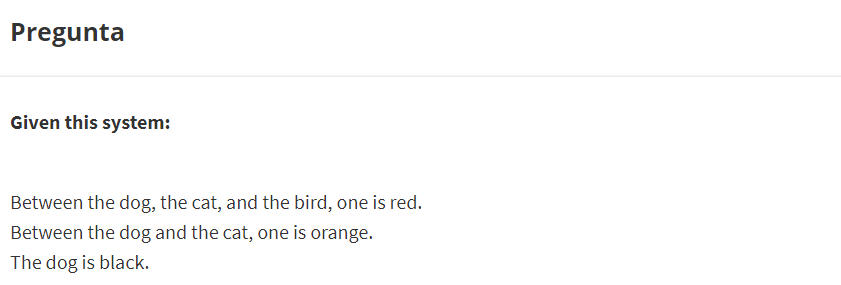 Pregunta
Given this system:
Between the dog, the cat, and the bird, one is red.
Between the dog and the cat, one is orange.
The dog is black.